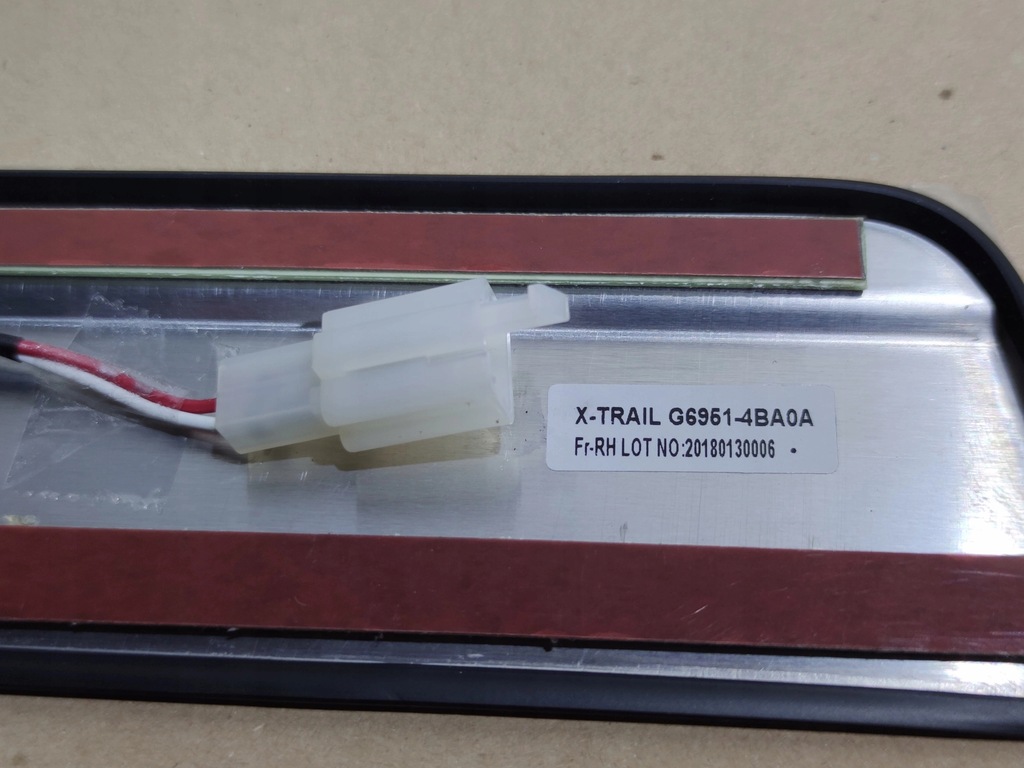 X-TRAIL G6951-4BA0A
Fr-RH LOT NO:20180130006